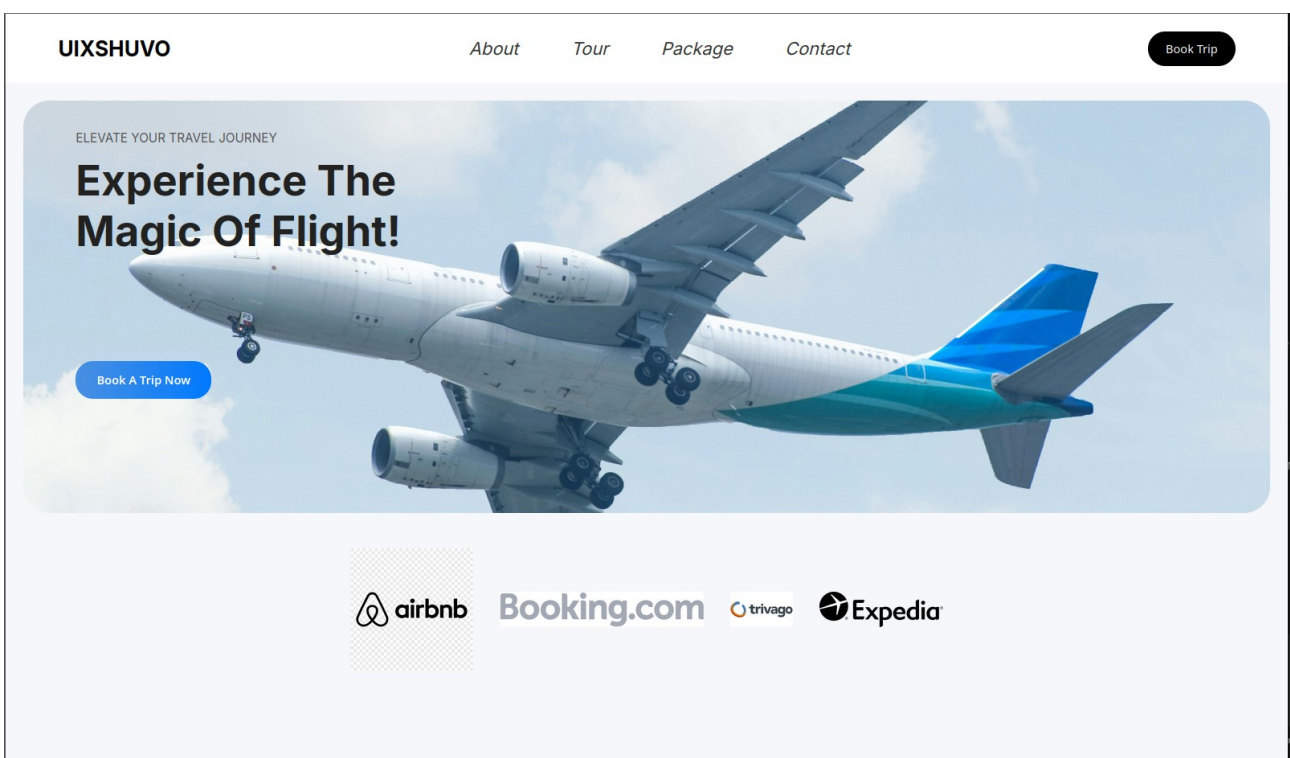 UIXSHUVO
About Tour Package Contact
Book Trip
ELEVATE YOUR TRAVEL JOURNEY
Experience The
Magic Of Flight!
Book A Trip Now
airbnb
Booking.com
trivago
Expedia